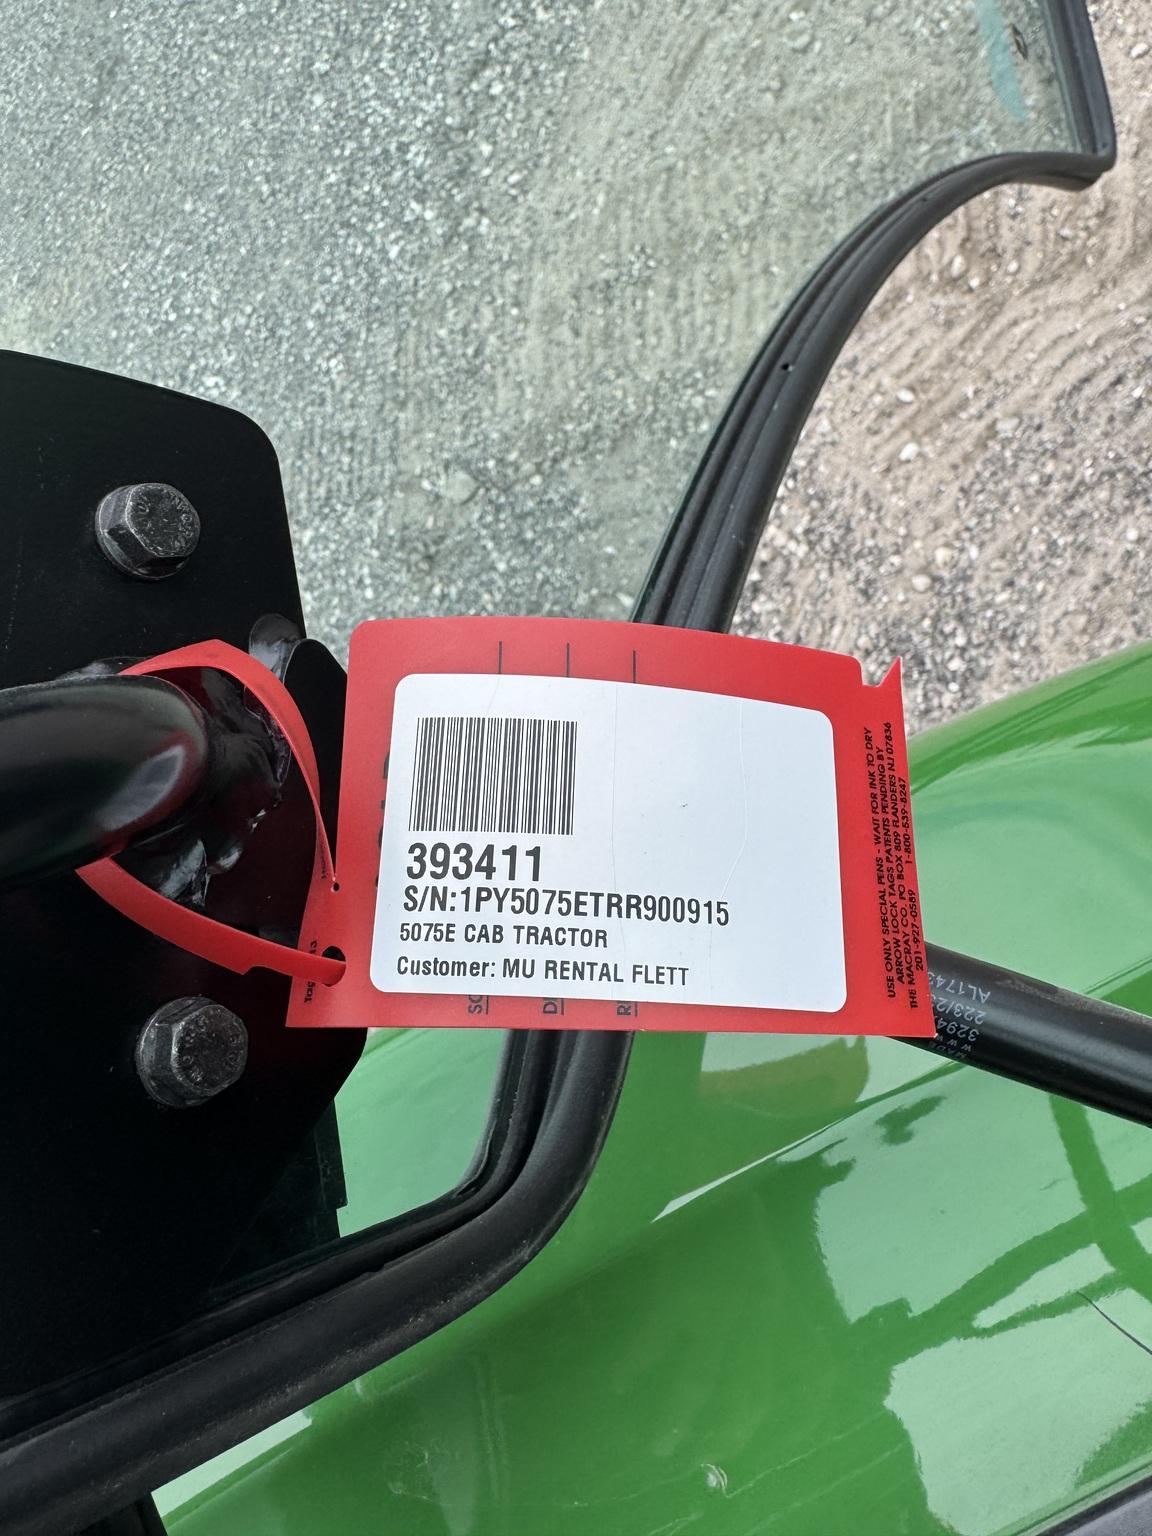 393411
S/N:1PY5075ETRR900915
5075E CAB TRACTOR
Customer: MU RENTAL FLETT
USE ONLY SPECIAL PENS - WAIT FOR INK TO DRY
ARROW LOCK TAGS PATENTS PENDING BY
THE MACRAY CO. PO BOX 809 FLANDERS NJ 07836
201-927-0589 1-800-539-8247